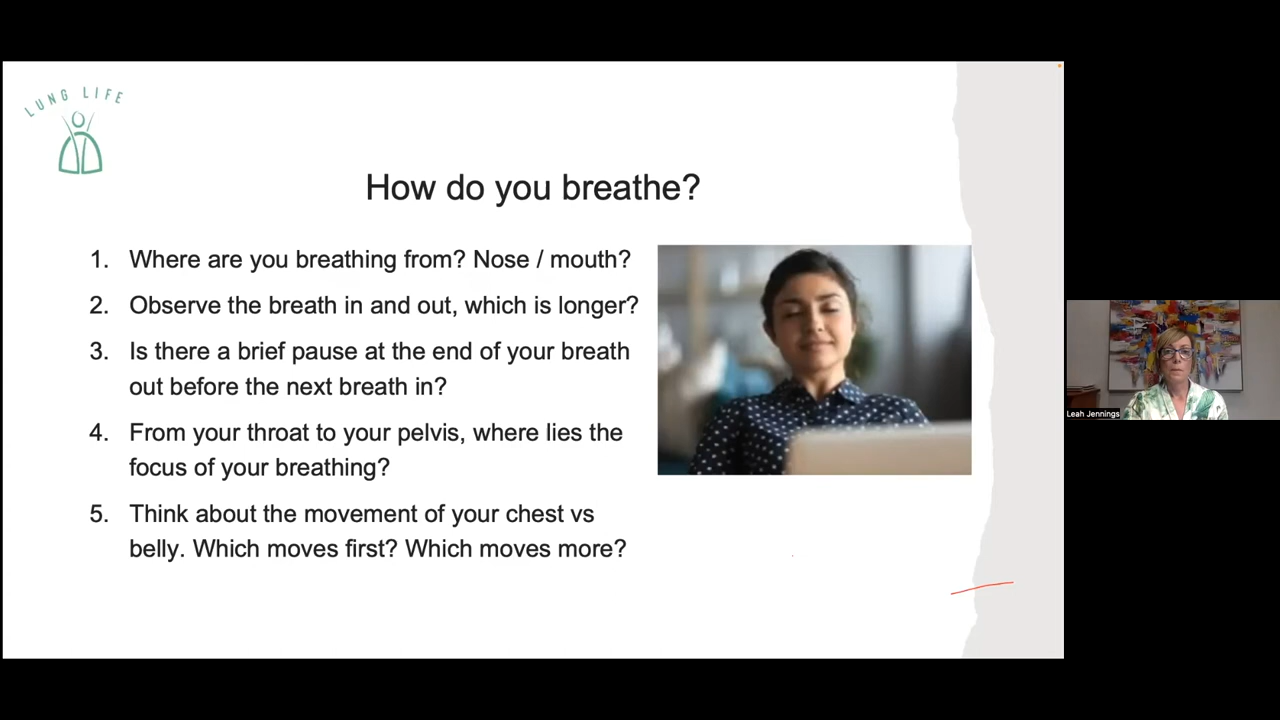 LUNG LIFE
How do you breathe?
1. Where are you breathing from? Nose / mouth?
2. Observe the breath in and out, which is longer?
3. Is there a brief pause at the end of your breath
out before the next breath in?
4. From your throat to your pelvis, where lies the
focus of your breathing?
5. Think about the movement of your chest vs
belly. Which moves first? Which moves more?
Leah Jennings